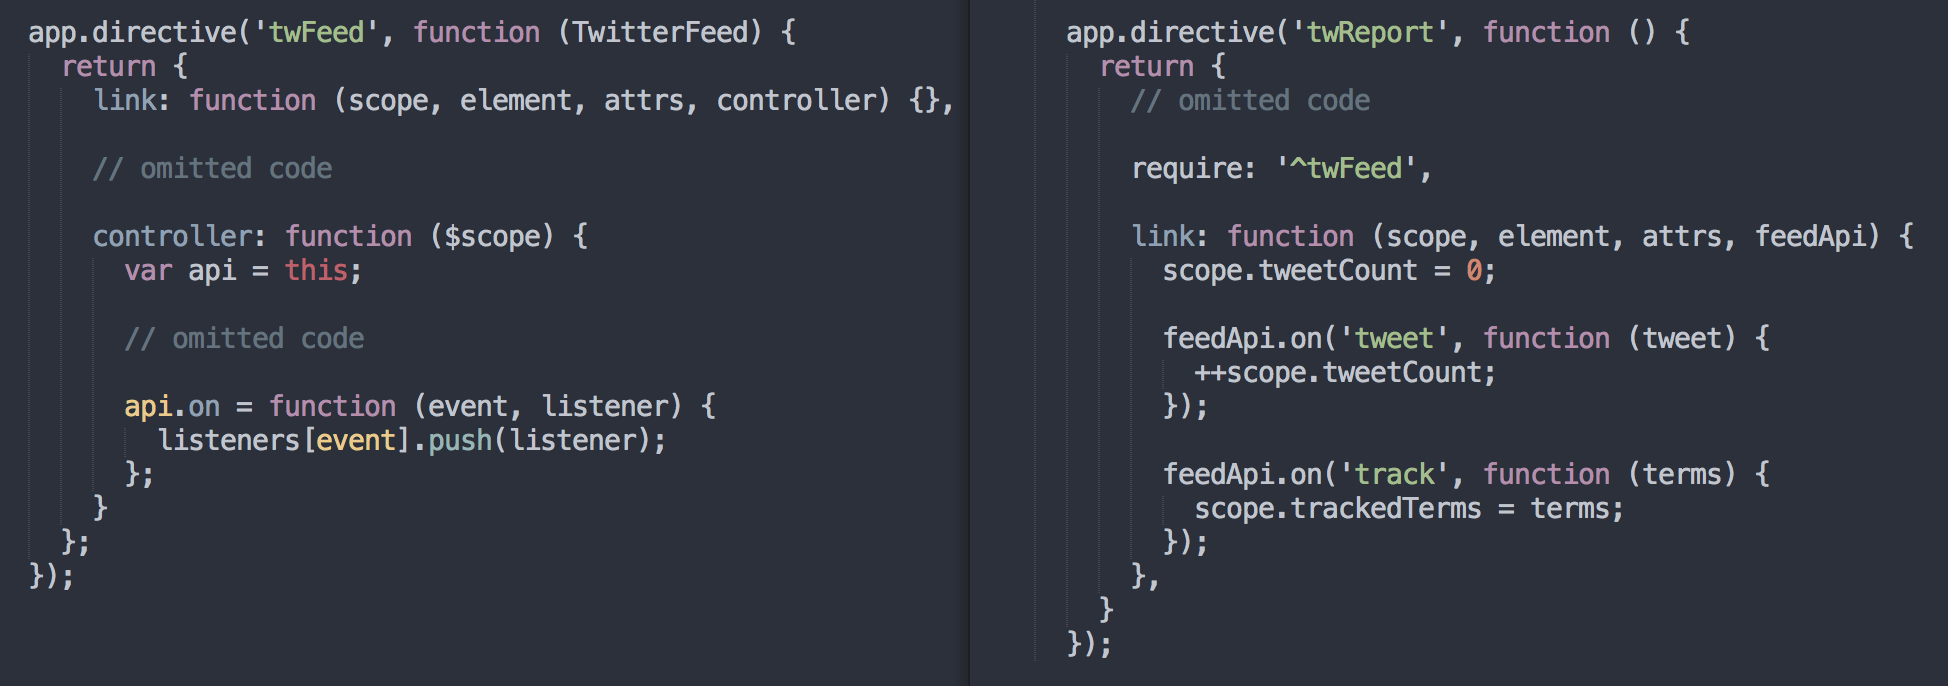 app.directive('twFeed', function (TwitterFeed) {
  return {
    link: function (scope, element, attrs, controller) {},

    // omitted code

    controller: function ($scope) {
      var api = this;

      // omitted code

      api.on = function (event, listener) {
        listeners[event].push(listener);
      };
    }
  };
});

app.directive('twReport', function () {
  return {
    // omitted code

    require: '^twFeed',

    link: function (scope, element, attrs, feedApi) {
      scope.tweetCount = 0;

      feedApi.on('tweet', function (tweet) {
        ++scope.tweetCount;
      });

      feedApi.on('track', function (terms) {
        scope.trackedTerms = terms;
      });
    },
  }
});